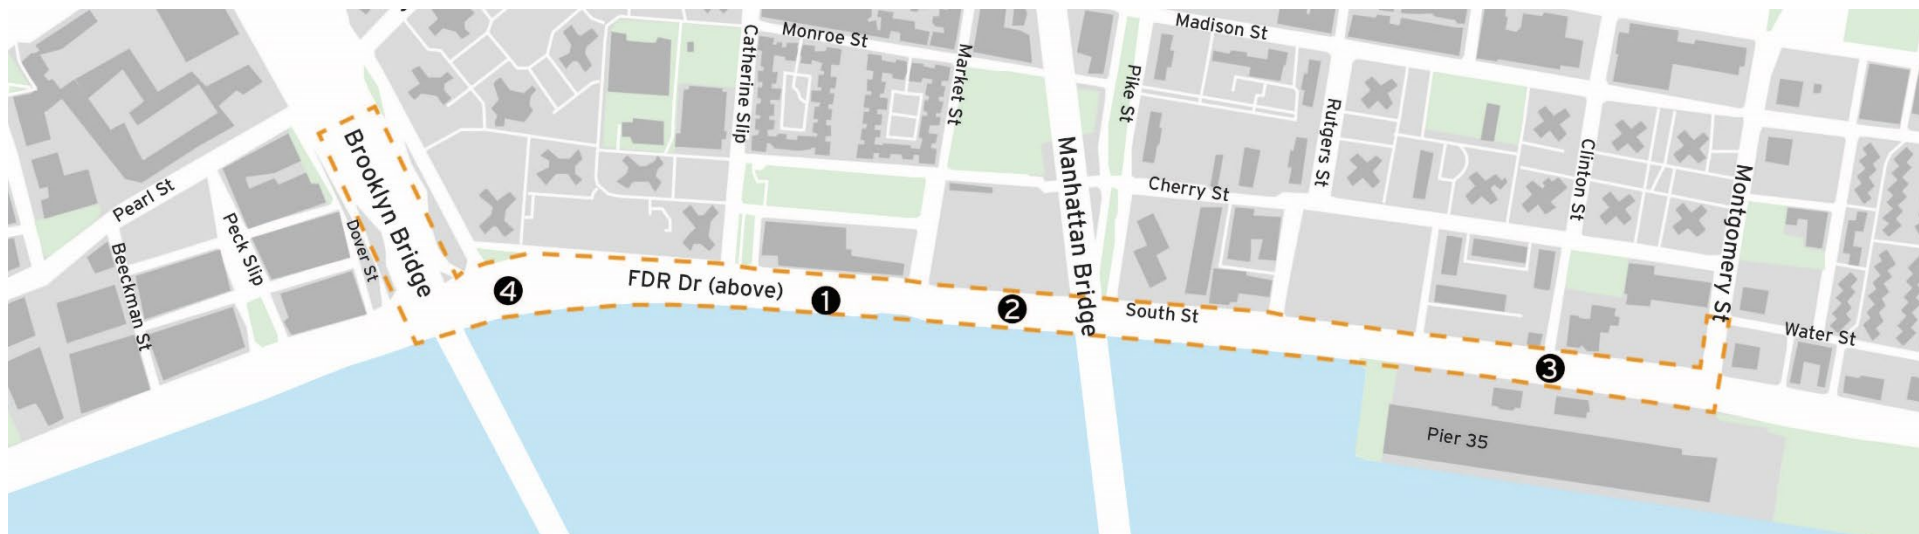 Madison St
Monroe St
Catherine Slip
Market St
Pike St
Rutgers St
Clinton St
Montgomery St
Manhattan Bridge
Brooklyn Bridge
Cherry St
Pearl St
Peck Slip
Dover St
Beeckman St
FDR Dr (above)
South St
Water St
4
1
2
3
Pier 35